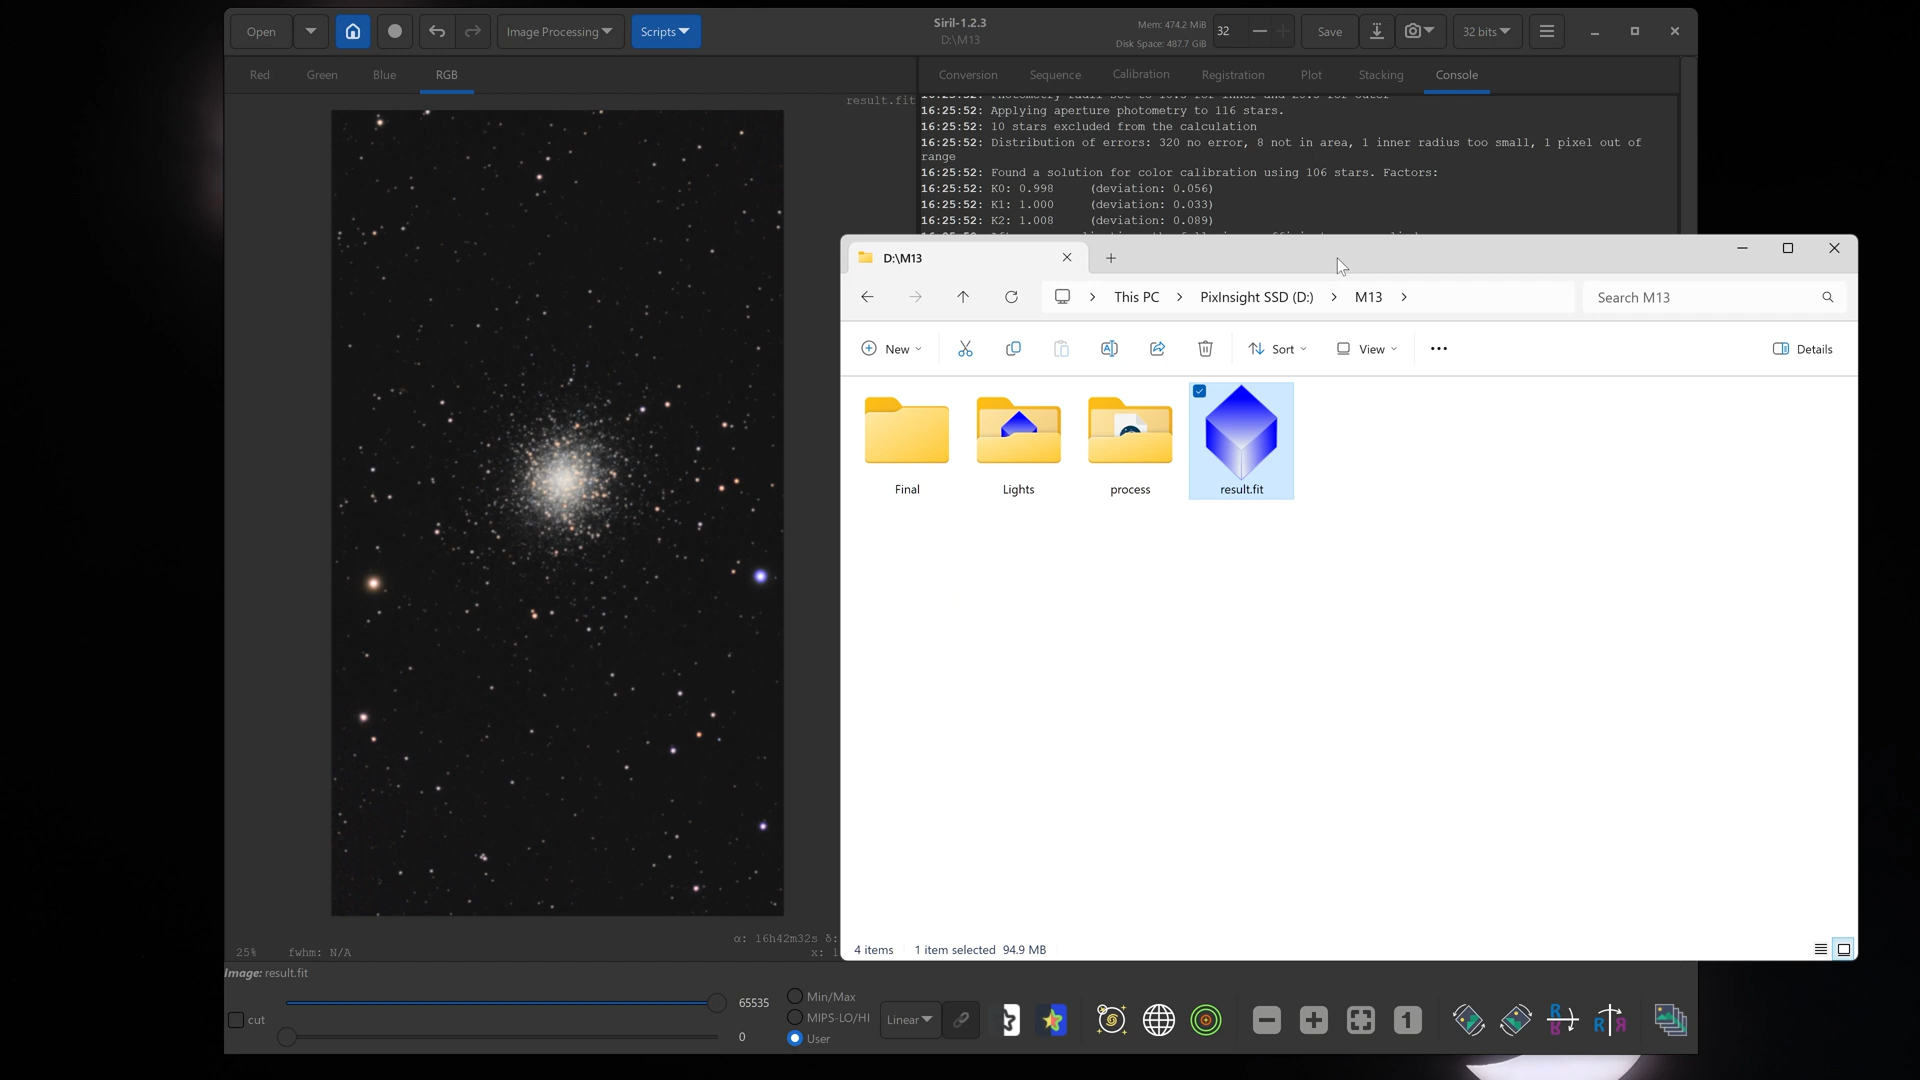 Open
Image Processing
Scripts
Siril-1.2.3
D:\M13
Mem: 474.2 MiB
Disk Space: 487.7 GiB
32
Save
32 bits
Red
Green
Blue
RGB
Conversion
Sequence
Calibration
Registration
Plot
Stacking
Console
result.fit
16:25:52: Applying aperture photometry to 116 stars.
16:25:52: 10 stars excluded from the calculation
16:25:52: Distribution of errors: 320 no error, 8 not in area, 1 inner radius too small, 1 pixel out of
range
16:25:52: Found a solution for color calibration using 106 stars. Factors:
16:25:52: K0: 0.998 (deviation: 0.056)
16:25:52: K1: 1.000 (deviation: 0.033)
16:25:52: K2: 1.008 (deviation: 0.089)
D:\M13
This PC
PixInsight SSD (D:)
M13
Search M13
New
Sort
View
Details
Final
Lights
process
result.fit
4 items
1 item selected 94.9 MB
α: 16h42m32s δ:
25%
fwhm: N/A
x: 1
Image: result.fit
cut
65535
0
Min/Max
MIPS-LO/HI
User
Linear